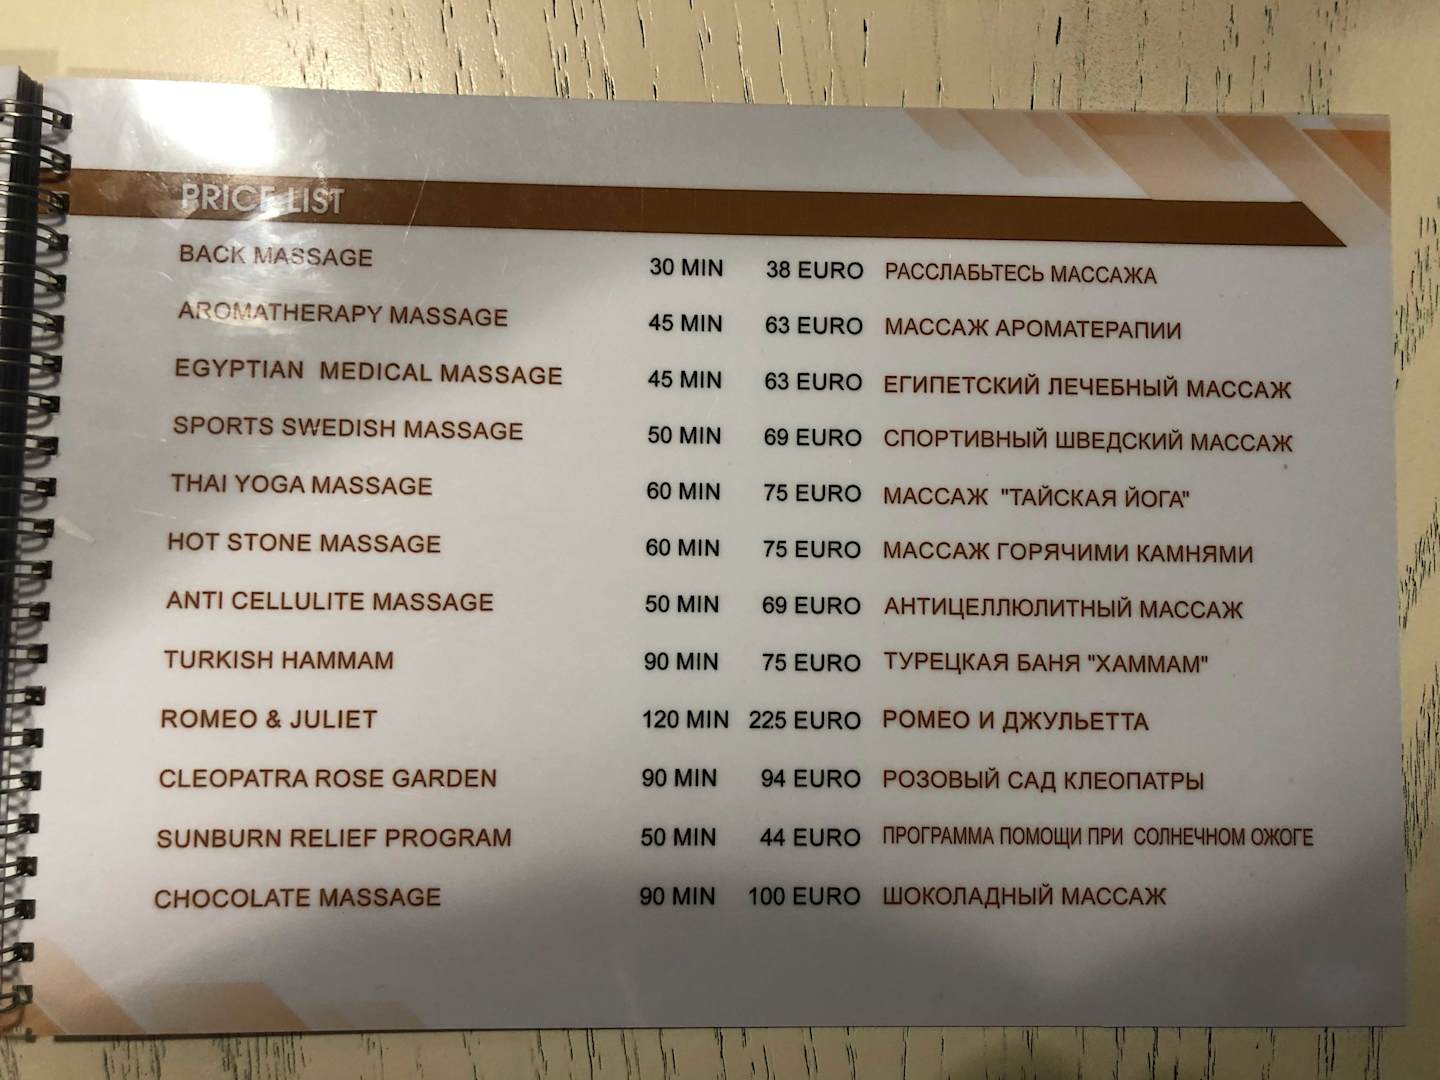 PRICE LIST
BACK MASSAGE 30 MIN 38 EURO РАССЛАБЬТЕСЬ МАССАЖА
AROMATHERAPY MASSAGE 45 MIN 63 EURO МАССАЖ АРОМАТЕРАПИИ
EGYPTIAN MEDICAL MASSAGE 45 MIN 63 EURO ЕГИПЕТСКИЙ ЛЕЧЕБНЫЙ МАССАЖ
SPORTS SWEDISH MASSAGE 50 MIN 69 EURO СПОРТИВНЫЙ ШВЕДСКИЙ МАССАЖ
THAI YOGA MASSAGE 60 MIN 75 EURO МАССАЖ "ТАЙСКАЯ ЙОГА"
HOT STONE MASSAGE 60 MIN 75 EURO МАССАЖ ГОРЯЧИМИ КАМНЯМИ
ANTI CELLULITE MASSAGE 50 MIN 69 EURO АНТИЦЕЛЛЮЛИТНЫЙ МАССАЖ
TURKISH HAMMAM 90 MIN 75 EURO ТУРЕЦКАЯ БАНЯ "ХАММАМ"
ROMEO & JULIET 120 MIN 225 EURO РОМЕО И ДЖУЛЬЕТТА
CLEOPATRA ROSE GARDEN 90 MIN 94 EURO РОЗОВЫЙ САД КЛЕОПАТРЫ
SUNBURN RELIEF PROGRAM 50 MIN 44 EURO ПРОГРАММА ПОМОЩИ ПРИ СОЛНЕЧНОМ ОЖОГЕ
CHOCOLATE MASSAGE 90 MIN 100 EURO ШОКОЛАДНЫЙ МАССАЖ